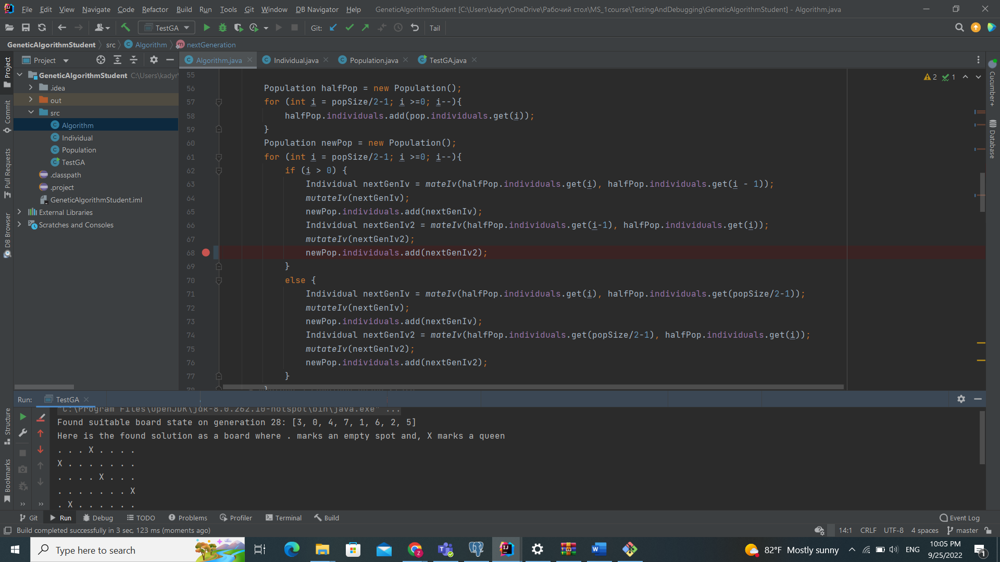 File Edit View Navigate Code Refactor Build Run Tools Git Window DB Navigator Help GeneticAlgorithmStudent [C:\Users\kadyr\OneDrive\Рабочий стол\MS_1course\TestingAndDebugging\GeneticAlgorithmStudent] - Algorithm.java
TestGA Git: Tail
GeneticAlgorithmStudent src Algorithm nextGeneration
Project
Algorithm.java Individual.java Population.java TestGA.java
GeneticAlgorithmStudent C:\Users\kadyr\
.idea
out
src
Algorithm
Individual
Population
TestGA
.classpath
.project
GeneticAlgorithmStudent.iml
External Libraries
Scratches and Consoles
Project
Commit
Pull Requests
DB Browser
Structure
Bookmarks
2 1
55
56 Population halfPop = new Population();
57 for (int i = popSize/2-1; i >=0; i--){
58 halfPop.individuals.add(pop.individuals.get(i));
59 }
60 Population newPop = new Population();
61 for (int i = popSize/2-1; i >=0; i--){
62 if (i > 0) {
63 Individual nextGenIv = mateIv(halfPop.individuals.get(i), halfPop.individuals.get(i - 1));
64 mutateIv(nextGenIv);
65 newPop.individuals.add(nextGenIv);
66 Individual nextGenIv2 = mateIv(halfPop.individuals.get(i-1), halfPop.individuals.get(i));
67 mutateIv(nextGenIv2);
68 newPop.individuals.add(nextGenIv2);
69 }
70 else {
71 Individual nextGenIv = mateIv(halfPop.individuals.get(i), halfPop.individuals.get(popSize/2-1));
72 mutateIv(nextGenIv);
73 newPop.individuals.add(nextGenIv);
74 Individual nextGenIv2 = mateIv(halfPop.individuals.get(popSize/2-1), halfPop.individuals.get(i));
75 mutateIv(nextGenIv2);
76 newPop.individuals.add(nextGenIv2);
77 }
78 }
Cucumber+
Database
Run: TestGA
"C:\Program Files\OpenJDK\jdk-8.0.262.10-hotspot\bin\java.exe" ...
Found suitable board state on generation 28: [3, 0, 4, 7, 1, 6, 2, 5]
Here is the found solution as a board where . marks an empty spot and, X marks a queen
. . . X . . . .
X . . . . . . .
. . . . X . . .
. . . . . . . X
. X . . . . . .
Git Run Debug TODO Problems Profiler Terminal Build Event Log
Build completed successfully in 3 sec, 123 ms (moments ago) 14:1 CRLF UTF-8 4 spaces master
Type here to search 82°F Mostly sunny ENG 10:05 PM
9/25/2022 1